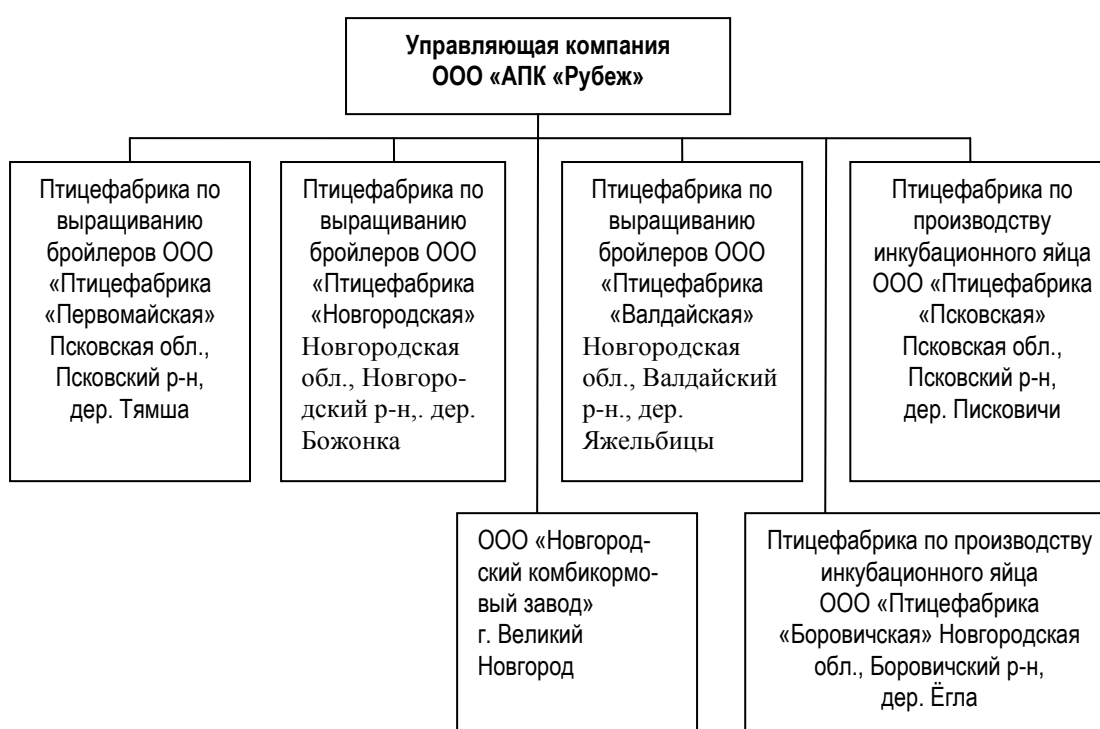 Управляющая компания
ООО «АПК «Рубеж»
Птицефабрика по
выращиванию
бройлеров ООО
«Птицефабрика
«Первомайская»
Псковская обл.,
Псковский р-н,
дер. Тямша
Птицефабрика по
выращиванию
бройлеров ООО
«Птицефабрика
«Новгородская»
Новгородская
обл., Новгоро-
дский р-н,. дер.
Божонка
Птицефабрика по
выращиванию
бройлеров ООО
«Птицефабрика
«Валдайская»
Новгородская
обл., Валдайский
р-н., дер.
Яжельбицы
Птицефабрика по
производству
инкубационного яйца
ООО «Птицефабрика
«Псковская»
Псковская обл.,
Псковский р-н,
дер. Писковичи
ООО «Новгород-
ский комбикормо-
вый завод»
г. Великий
Новгород
Птицефабрика по производству
инкубационного яйца
ООО «Птицефабрика
«Боровичская» Новгородская
обл., Боровичский р-н,
дер. Ёгла